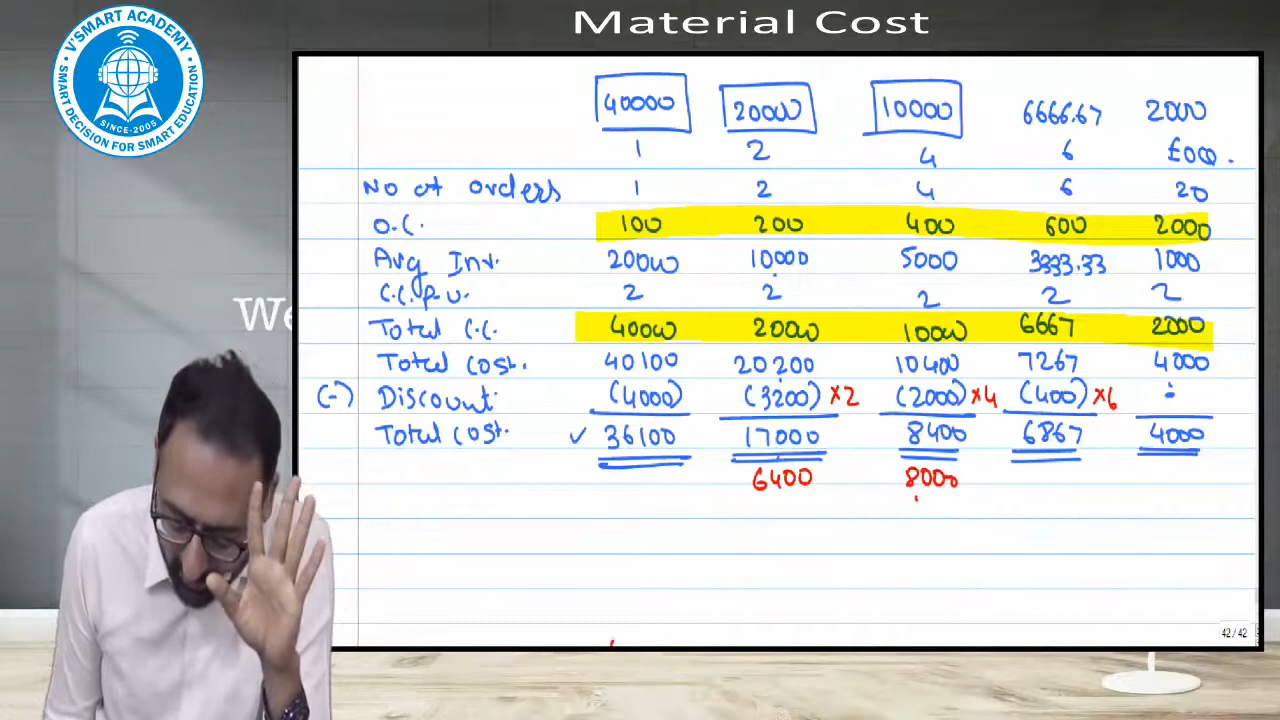 Material Cost
V'SMART ACADEMY
SINCE-2005
SMART DECISION FOR SMART EDUCATION
We
40000 20000 10000 6666.67 2000
1 2 4 6
No of orders 1 2 4 6 20
O.C. 100 200 400 600 2000
Avg Inv. 20000 10000 5000 3333.33 1000
C.C.p.u. 2 2 2 2 2
Total C.C. 40000 20000 10000 6667 2000
Total cost. 40100 20200 10400 7267 4000
(-) Discount (4000) (3200) ×2 (2000) ×4 (400) ×6 -
Total cost. ✓ 36100 17000 8400 6867 4000
6400 8000
42/42